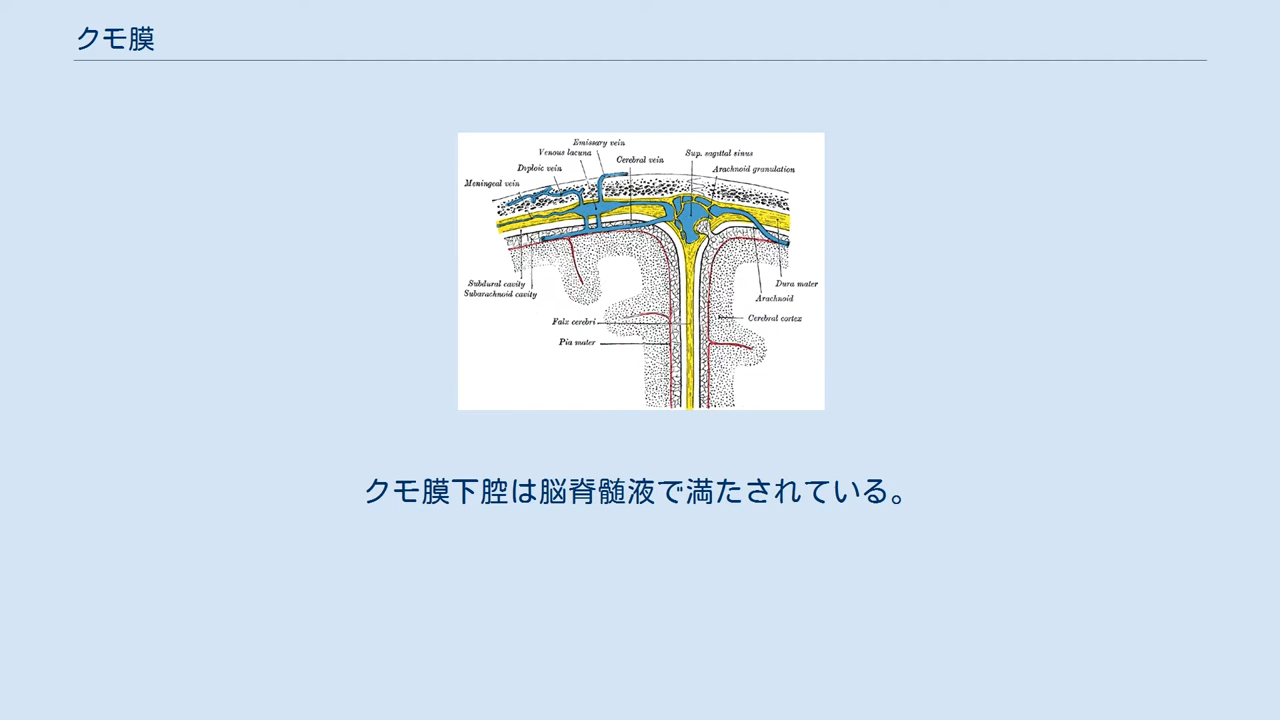 クモ膜
Emissary vein
Venous lacuna
Cerebral vein
Sup. sagittal sinus
Diploic vein
Arachnoid granulation
Meningeal vein
Subdural cavity
Subarachnoid cavity
Dura mater
Arachnoid
Falx cerebri
Cerebral cortex
Pia mater
クモ膜下腔は脳脊髄液で満たされている。